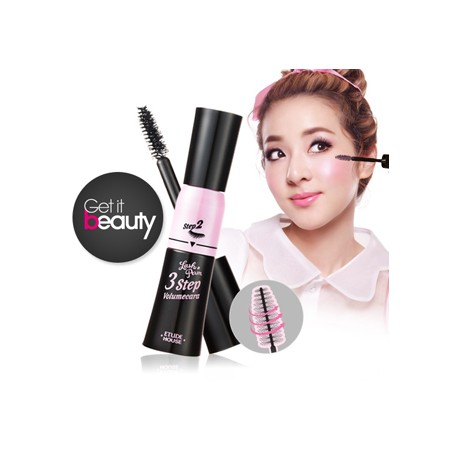 Get it
beauty
Step2
Lash Perm
3 Step
Volumecara
ETUDE
HOUSE